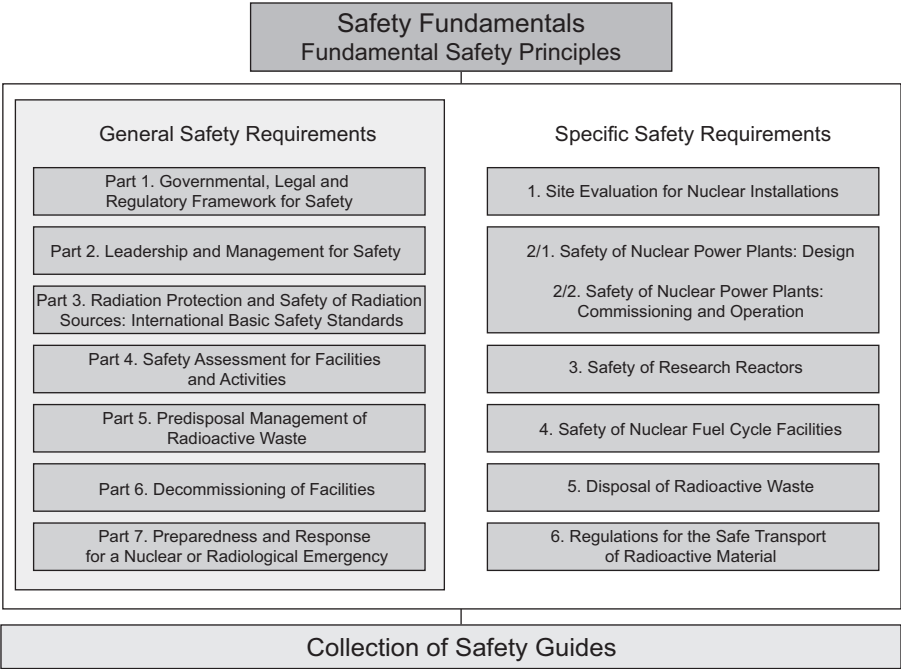 Safety Fundamentals
Fundamental Safety Principles
General Safety Requirements
Part 1. Governmental, Legal and
Regulatory Framework for Safety
Part 2. Leadership and Management for Safety
Part 3. Radiation Protection and Safety of Radiation
Sources: International Basic Safety Standards
Part 4. Safety Assessment for Facilities
and Activities
Part 5. Predisposal Management of
Radioactive Waste
Part 6. Decommissioning of Facilities
Part 7. Preparedness and Response
for a Nuclear or Radiological Emergency
Specific Safety Requirements
1. Site Evaluation for Nuclear Installations
2/1. Safety of Nuclear Power Plants: Design
2/2. Safety of Nuclear Power Plants:
Commissioning and Operation
3. Safety of Research Reactors
4. Safety of Nuclear Fuel Cycle Facilities
5. Disposal of Radioactive Waste
6. Regulations for the Safe Transport
of Radioactive Material
Collection of Safety Guides